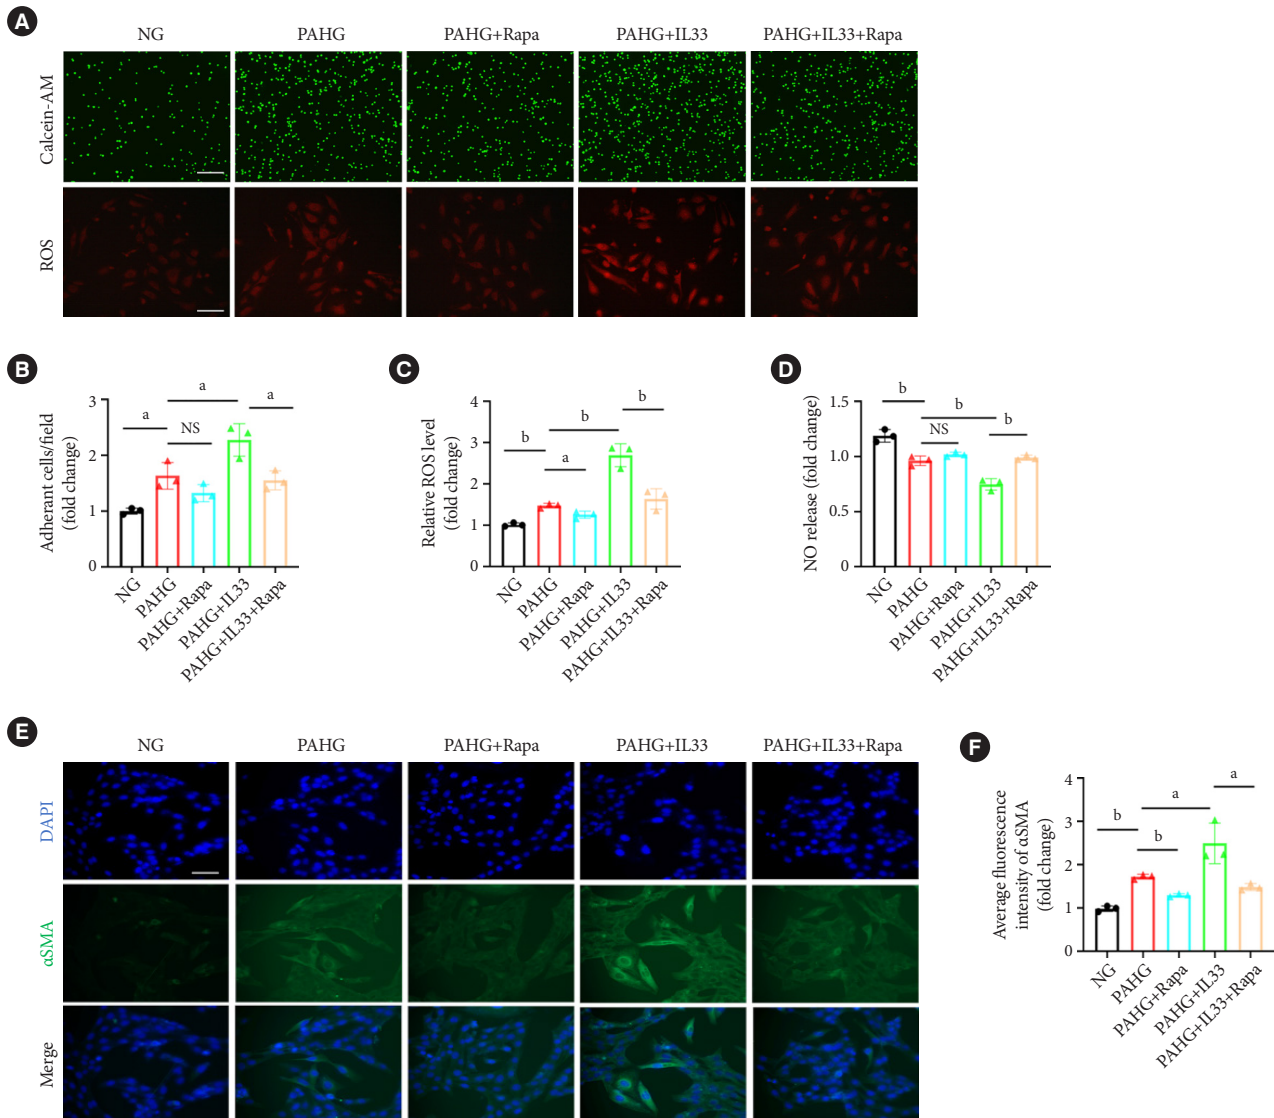 A
NG PAHG PAHG+Rapa PAHG+IL33 PAHG+IL33+Rapa
Calcein-AM
ROS
B
Adherant cells/field
(fold change)
3
2
1
0
a
a
a
NS
NG
PAHG
PAHG+Rapa
PAHG+IL33
PAHG+IL33+Rapa
C
Relative ROS level
(fold change)
4
3
2
1
0
b
b
b
a
NG
PAHG
PAHG+Rapa
PAHG+IL33
PAHG+IL33+Rapa
D
NO release (fold change)
1.5
1.0
0.5
0
b
b
NS
b
NG
PAHG
PAHG+Rapa
PAHG+IL33
PAHG+IL33+Rapa
E
NG PAHG PAHG+Rapa PAHG+IL33 PAHG+IL33+Rapa
DAPI
αSMA
Merge
F
Average fluorescence
intensity of αSMA
(fold change)
4
3
2
1
0
a
a
b
b
NG
PAHG
PAHG+Rapa
PAHG+IL33
PAHG+IL33+Rapa